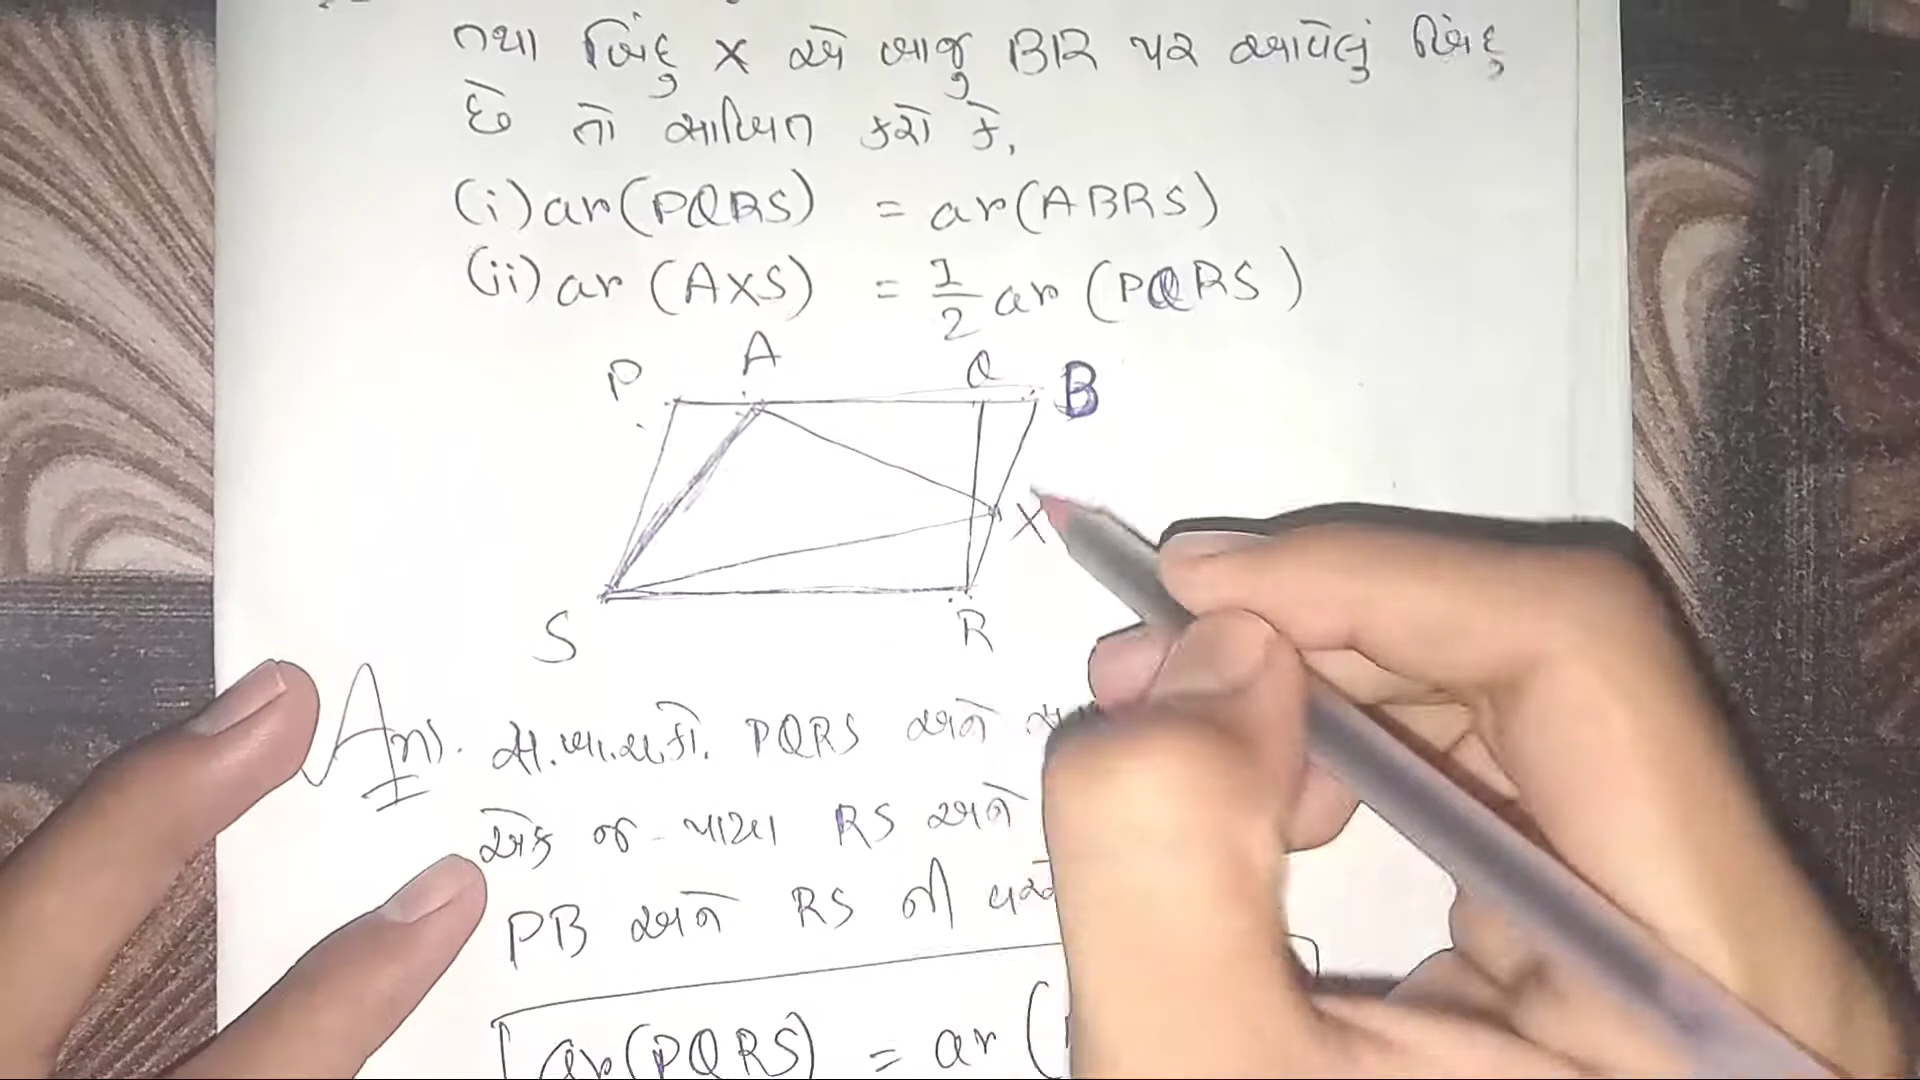 તથા બિંદુ X એ બાજુ BR પર આવેલું બિંદુ
છે તો સાબિત કરો કે,
(i) ar(PQRS) = ar(ABRS)
(ii) ar (AXS) = 1/2 ar (PQRS)
P A Q B
X
S R
Ans. સ.બા.ચ.કો. PQRS અને
એક જ પાયા RS અને
PB અને RS ની
ar(PQRS) = ar (